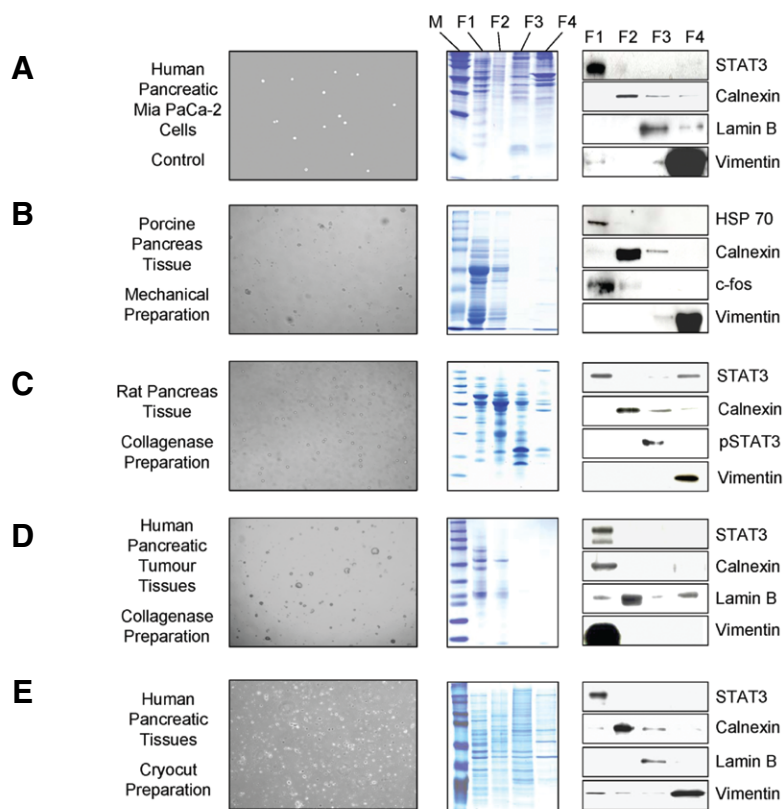 M F1 F2 F3 F4
F1 F2 F3 F4
A
Human
Pancreatic
Mia PaCa-2
Cells
Control
STAT3
Calnexin
Lamin B
Vimentin
B
Porcine
Pancreas
Tissue
Mechanical
Preparation
HSP 70
Calnexin
c-fos
Vimentin
C
Rat Pancreas
Tissue
Collagenase
Preparation
STAT3
Calnexin
pSTAT3
Vimentin
D
Human
Pancreatic
Tumour
Tissues
Collagenase
Preparation
STAT3
Calnexin
Lamin B
Vimentin
E
Human
Pancreatic
Tissues
Cryocut
Preparation
STAT3
Calnexin
Lamin B
Vimentin